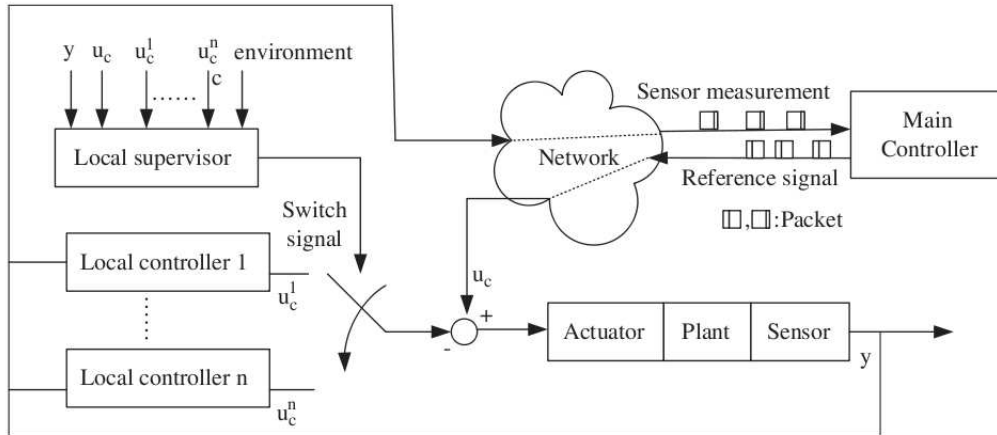 y u_c u_c^1 u_c^n environment
...... c
Local supervisor
Sensor measurement
Main
Controller
Network
Reference signal
,  :Packet
Switch
signal
Local controller 1
u_c^1
u_c
......
+
-
Actuator Plant Sensor
y
Local controller n
u_c^n